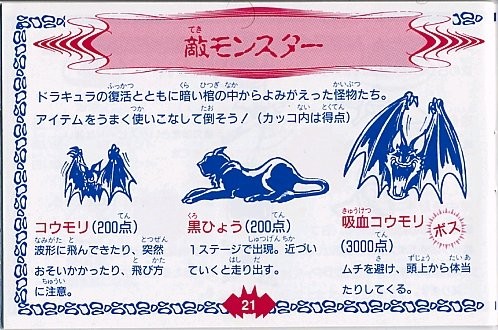 敵モンスター
ドラキュラの復活とともに暗い棺の中からよみがえった怪物たち。
アイテムをうまく使いこなして倒そう！（カッコ内は得点）
コウモリ(200点)
波形に飛んできたり、突然
おそいかかったり、飛び方
に注意。
黒ひょう(200点)
1ステージで出現。近づい
ていくと走り出す。
吸血コウモリ
ボス
(3000点)
ムチを避け、頭上から体当
たりしてくる。
21